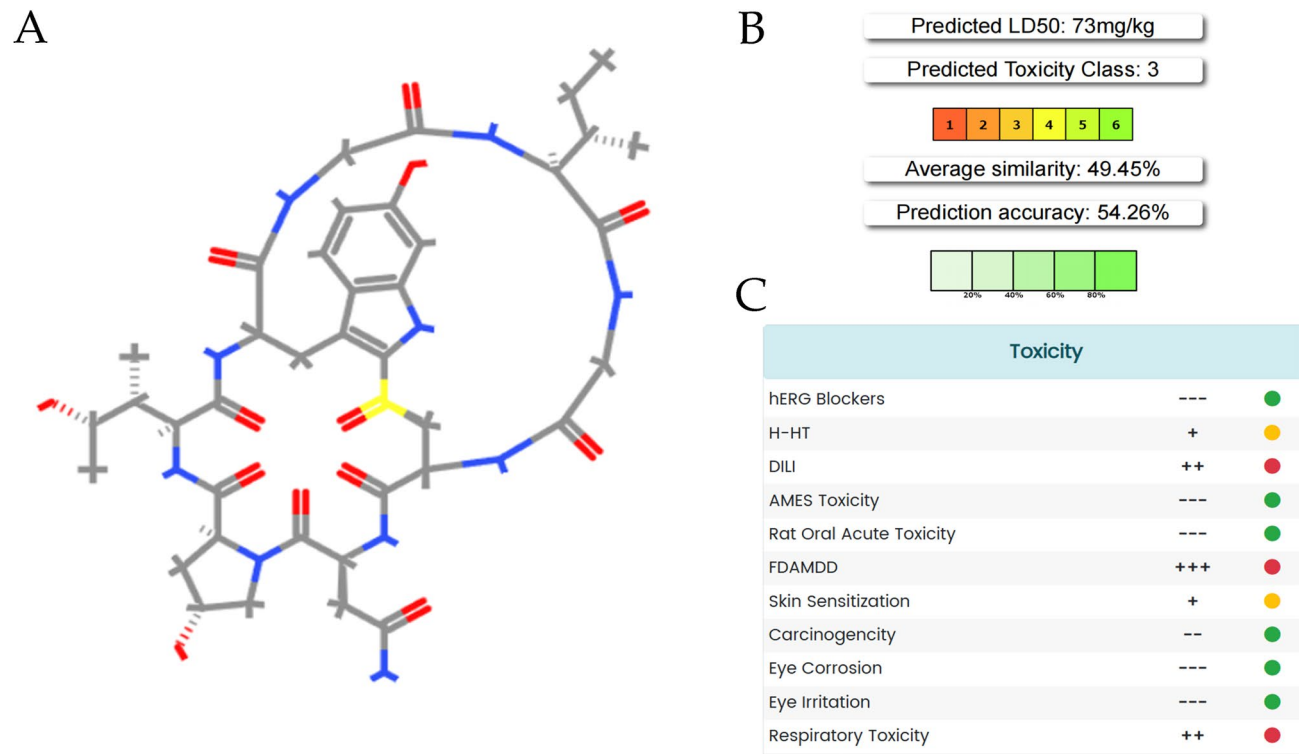 A
B
Predicted LD50: 73mg/kg
Predicted Toxicity Class: 3
1 2 3 4 5 6
Average similarity: 49.45%
Prediction accuracy: 54.26%
20% 40% 60% 80%
C
Toxicity
hERG Blockers ---
H-HT +
DILI ++
AMES Toxicity ---
Rat Oral Acute Toxicity ---
FDAMDD +++
Skin Sensitization +
Carcinogencity --
Eye Corrosion ---
Eye Irritation ---
Respiratory Toxicity ++